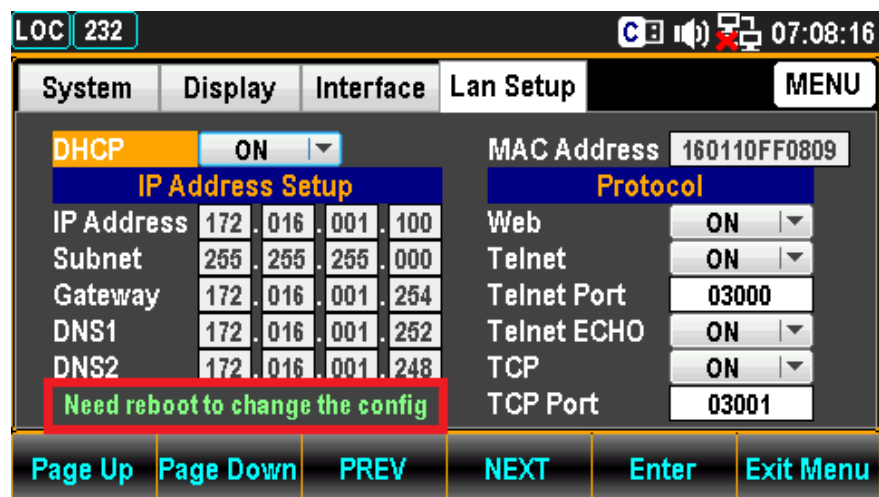 LOC 232 C 07:08:16
System Display Interface Lan Setup MENU
DHCP ON MAC Address 160110FF0809
IP Address Setup Protocol
IP Address 172 . 016 . 001 . 100 Web ON
Subnet 255 . 255 . 255 . 000 Telnet ON
Gateway 172 . 016 . 001 . 254 Telnet Port 03000
DNS1 172 . 016 . 001 . 252 Telnet ECHO ON
DNS2 172 . 016 . 001 . 248 TCP ON
Need reboot to change the config TCP Port 03001
Page Up Page Down PREV NEXT Enter Exit Menu